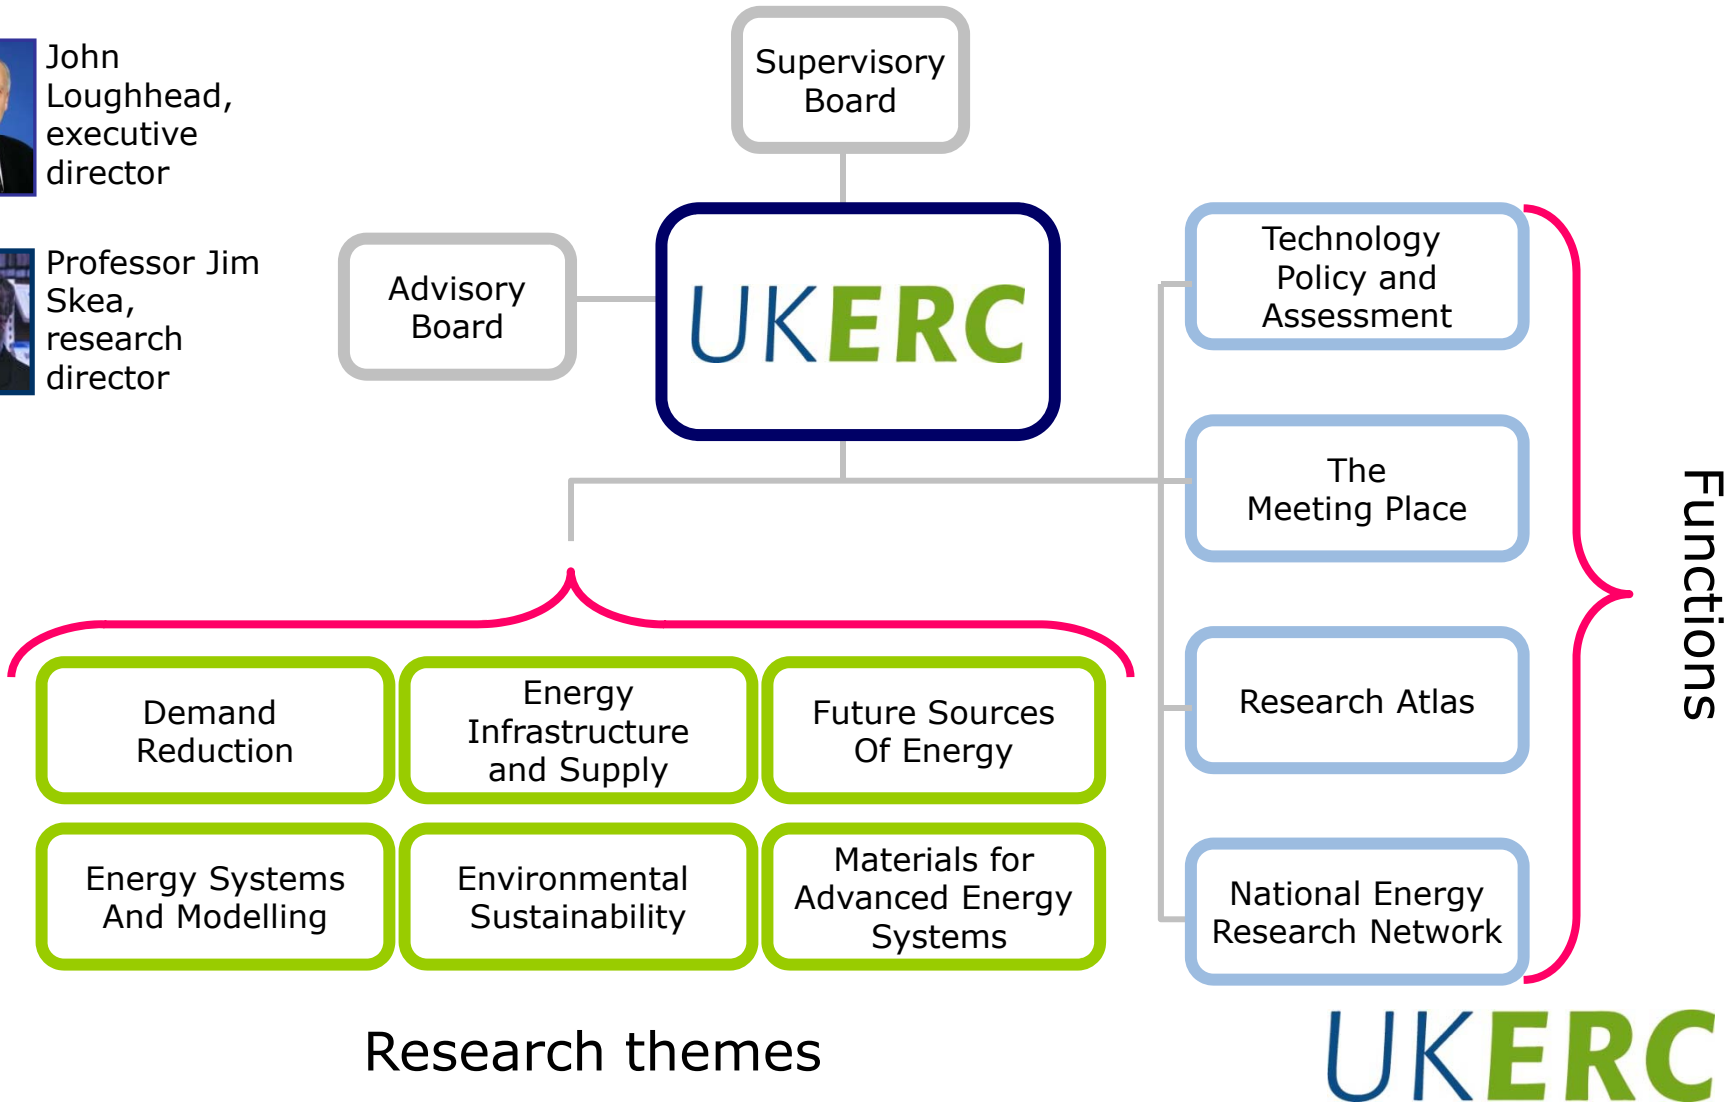 John
Loughhead,
executive
director
Professor Jim
Skea,
research
director
Supervisory
Board
Advisory
Board
UKERC
Technology
Policy and
Assessment
The
Meeting Place
Research Atlas
National Energy
Research Network
Functions
Demand
Reduction
Energy
Infrastructure
and Supply
Future Sources
Of Energy
Energy Systems
And Modelling
Environmental
Sustainability
Materials for
Advanced Energy
Systems
Research themes
UKERC